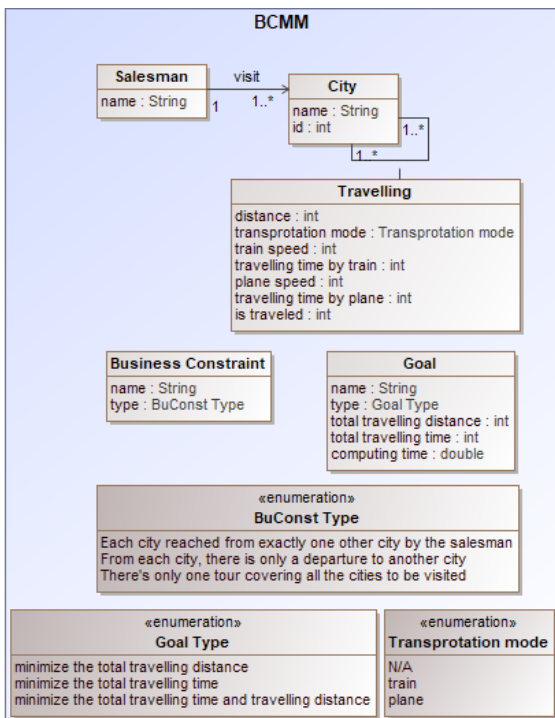 BCMM
Salesman
name : String
visit
1
1..*
City
name : String
id : int
1..*
1..*
Travelling
distance : int
transprotation mode : Transprotation mode
train speed : int
travelling time by train : int
plane speed : int
travelling time by plane : int
is traveled : int
Business Constraint
name : String
type : BuConst Type
Goal
name : String
type : Goal Type
total travelling distance : int
total travelling time : int
computing time : double
«enumeration»
BuConst Type
Each city reached from exactly one other city by the salesman
From each city, there is only a departure to another city
There's only one tour covering all the cities to be visited
«enumeration»
Goal Type
minimize the total travelling distance
minimize the total travelling time
minimize the total travelling time and travelling distance
«enumeration»
Transprotation mode
N/A
train
plane